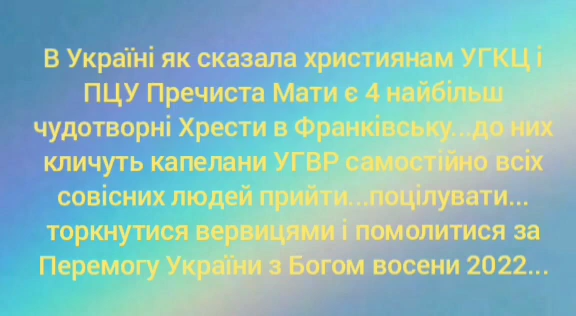 В Україні як сказала християнам УГКЦ і
ПЦУ Пречиста Мати є 4 найбільш
чудотворні Хрести в Франківську...до них
кличуть капелани УГВР самостійно всіх
совісних людей прийти...поцілувати...
торкнутися вервицями і помолитися за
Перемогу України з Богом восени 2022...